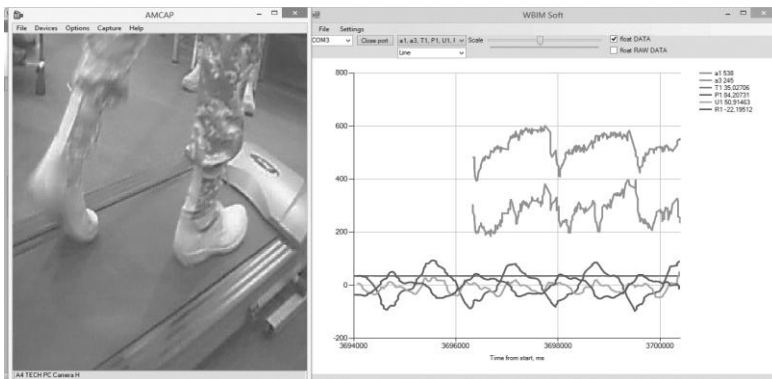 AMCAP
File Devices Options Capture Help
A4 TECH PC Camera H
WBIM Soft
File Settings
COM3 Close port a1, a3, T1, P1, U1, F Scale float DATA
Line float RAW DATA
800
600
400
200
0
-200
3694000 3696000 3698000 3700000
Time from start, ms
a1 538
a3 245
T1 35,02706
P1 84,20731
U1 50,91463
R1 -22,19512